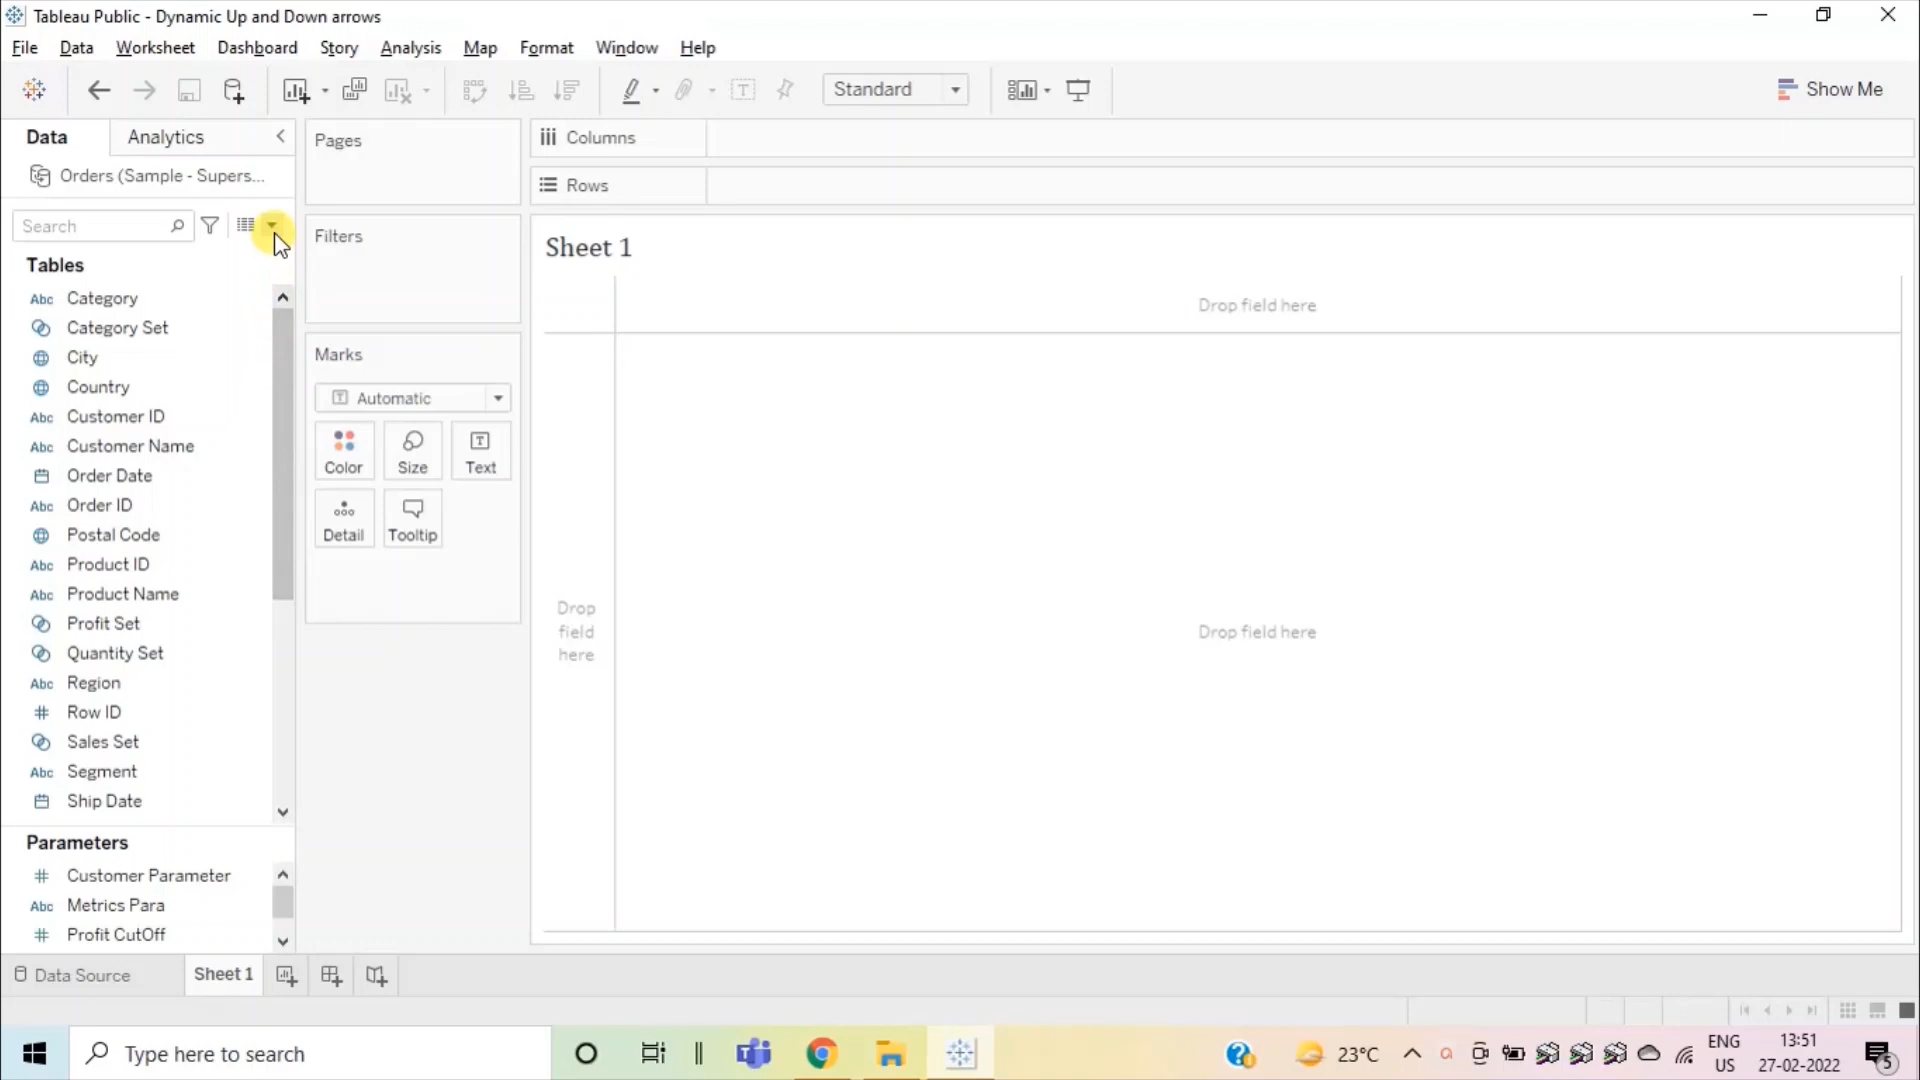 Tableau Public - Dynamic Up and Down arrows
File Data Worksheet Dashboard Story Analysis Map Format Window Help
Standard
Show Me
Data Analytics
Orders (Sample - Supers...
Search
Tables
Abc Category
Category Set
City
Country
Abc Customer ID
Abc Customer Name
Order Date
Abc Order ID
Postal Code
Abc Product ID
Abc Product Name
Profit Set
Quantity Set
Abc Region
# Row ID
Sales Set
Abc Segment
Ship Date
Parameters
# Customer Parameter
Abc Metrics Para
# Profit CutOff
Pages
Filters
Marks
Automatic
Color Size Text
Detail Tooltip
Columns
Rows
Sheet 1
Drop field here
Drop
field
here
Drop field here
Data Source Sheet 1
Type here to search
23°C
ENG
US
13:51
27-02-2022
5